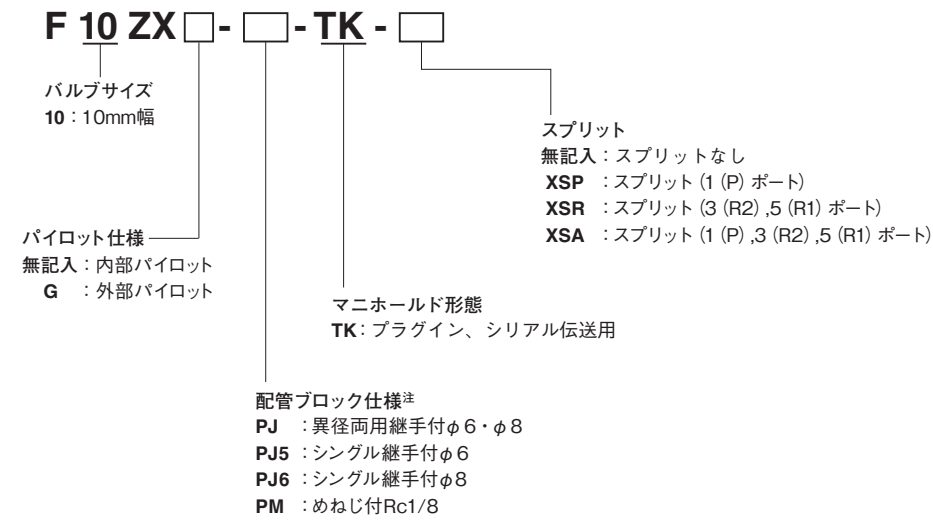 F 10 ZX □- □ - TK - □
バルブサイズ
10：10mm幅
スプリット
無記入：スプリットなし
XSP ：スプリット（1（P）ポート）
XSR ：スプリット（3（R2）,5（R1）ポート）
XSA ：スプリット（1（P）,3（R2）,5（R1）ポート）
パイロット仕様
無記入：内部パイロット
G ：外部パイロット
マニホールド形態
TK：プラグイン、シリアル伝送用
配管ブロック仕様注
PJ ：異径両用継手付φ6・φ8
PJ5 ：シングル継手付φ6
PJ6 ：シングル継手付φ8
PM ：めねじ付Rc1/8